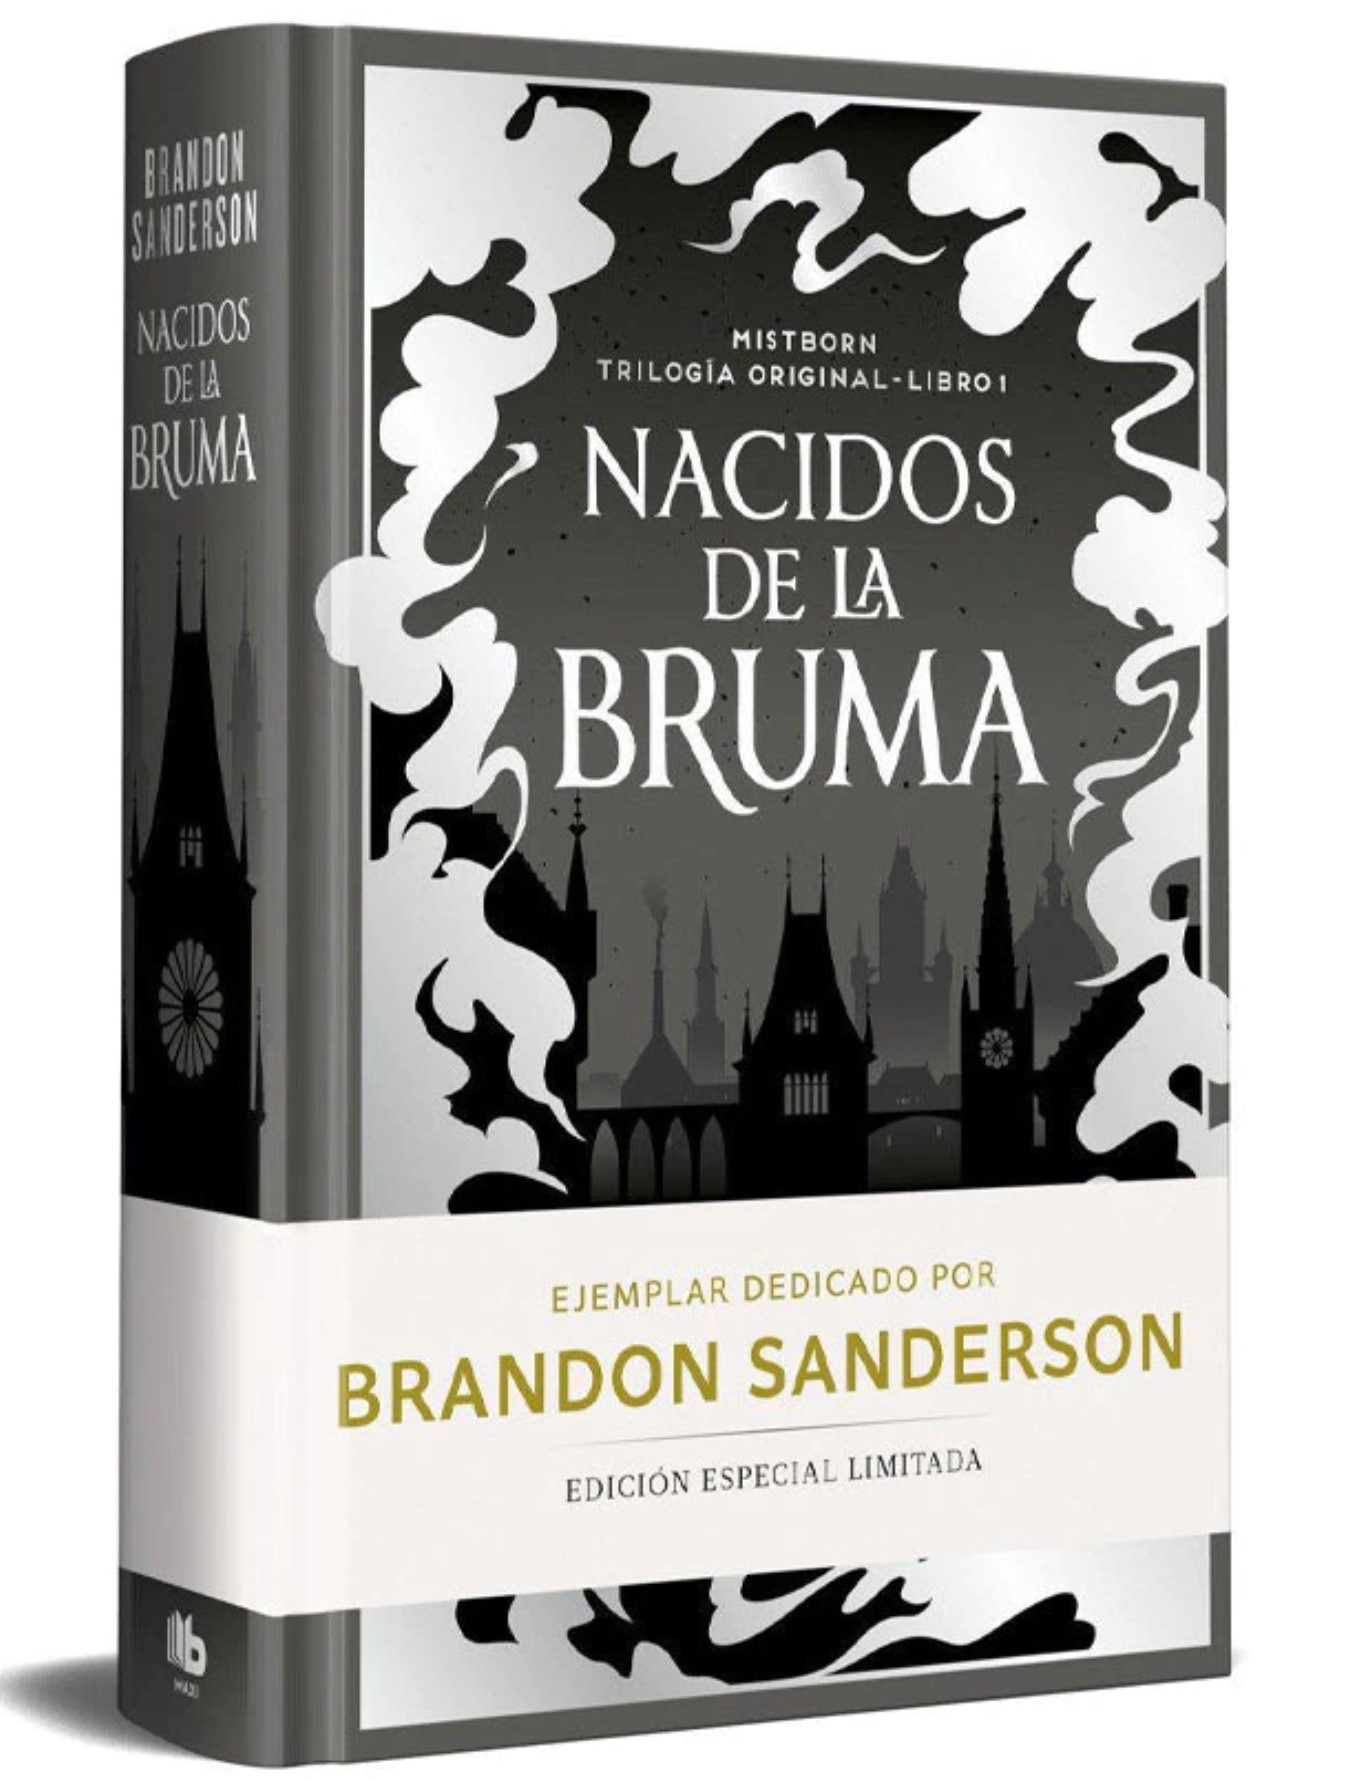 BRANDON
SANDERSON
NACIDOS
DE LA
BRUMA
MAXI
MISTBORN
TRILOGÍA ORIGINAL-LIBRO 1
NACIDOS
DE LA
BRUMA
EJEMPLAR DEDICADO POR
BRANDON SANDERSON
EDICIÓN ESPECIAL LIMITADA